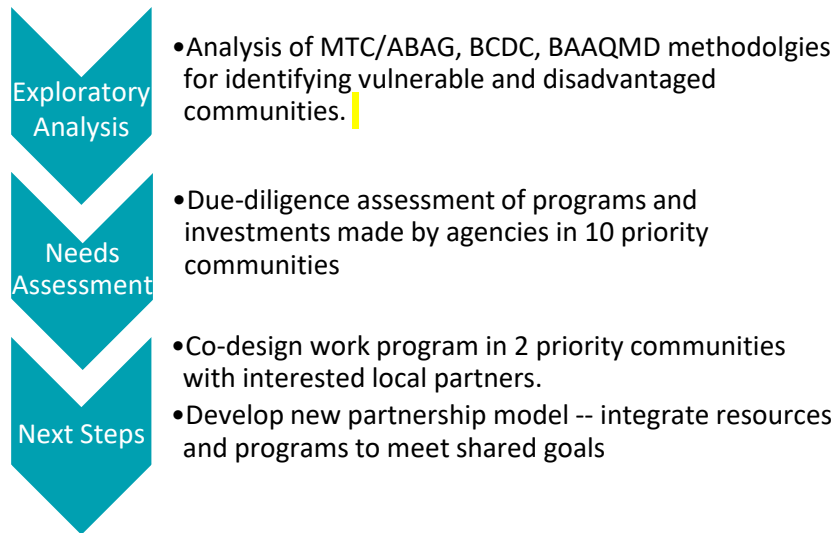 Exploratory
Analysis
•Analysis of MTC/ABAG, BCDC, BAAQMD methodolgies
for identifying vulnerable and disadvantaged
communities.
Needs
Assessment
•Due-diligence assessment of programs and
investments made by agencies in 10 priority
communities
Next Steps
•Co-design work program in 2 priority communities
with interested local partners.
•Develop new partnership model -- integrate resources
and programs to meet shared goals